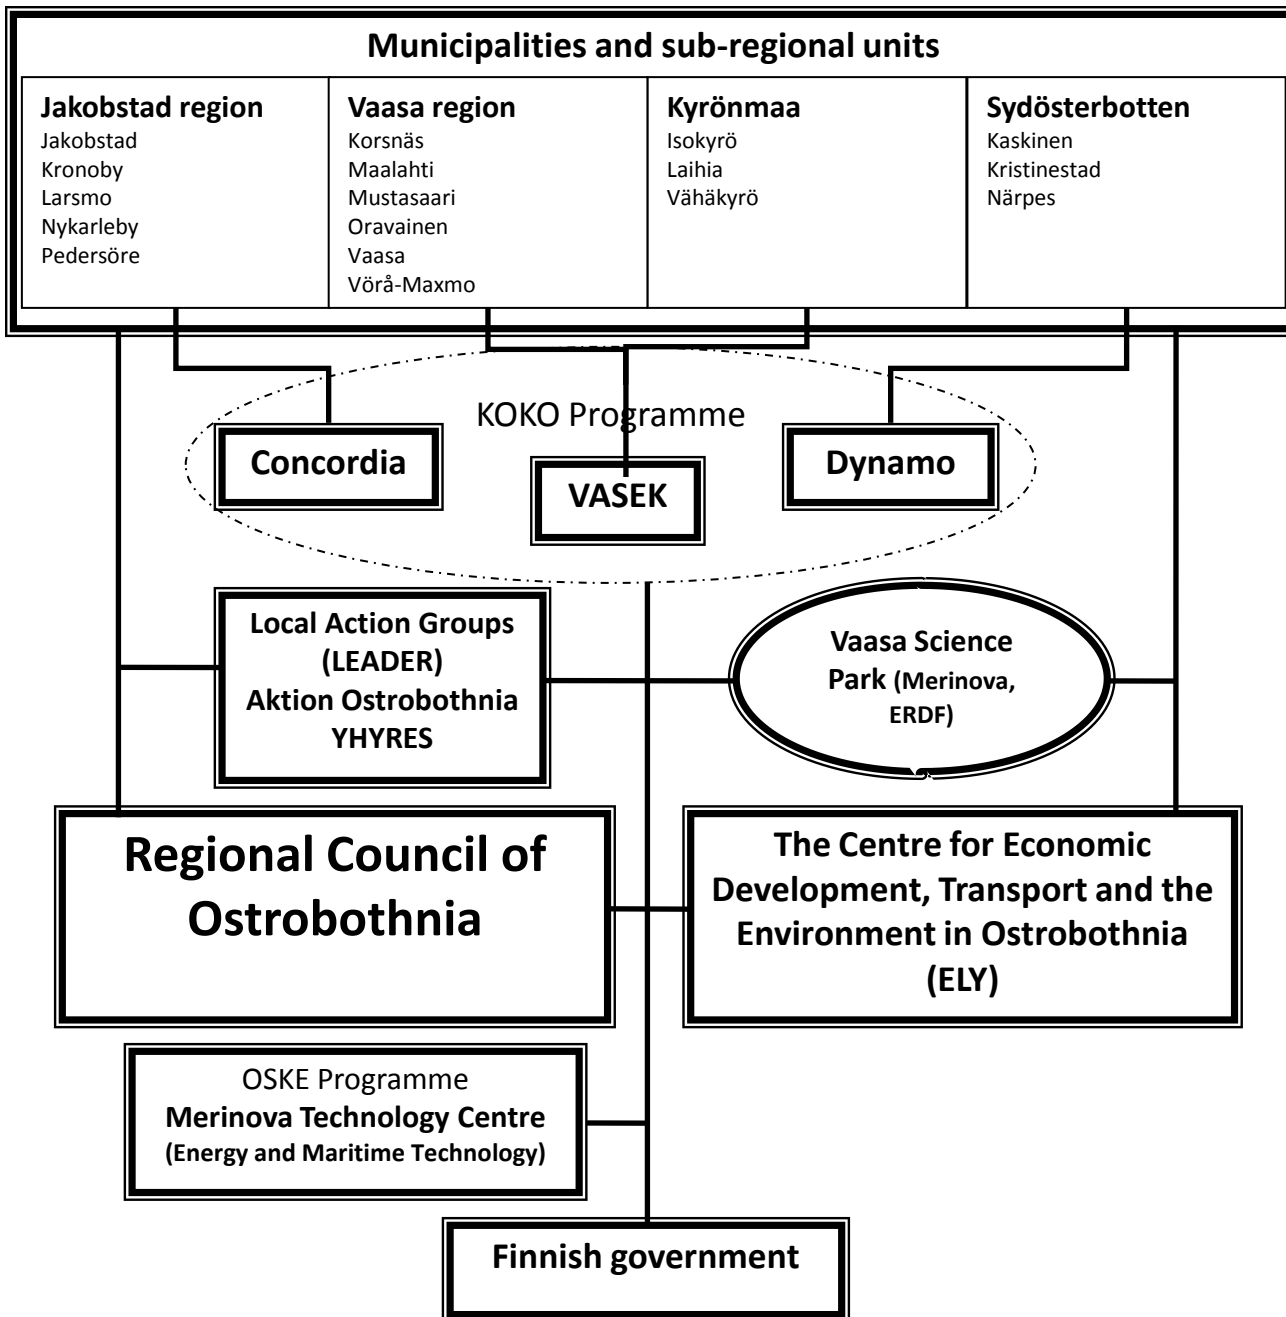 Municipalities and sub-regional units
Jakobstad region
Jakobstad
Kronoby
Larsmo
Nykarleby
Pedersöre
Vaasa region
Korsnäs
Maalahti
Mustasaari
Oravainen
Vaasa
Vörå-Maxmo
Kyrönmaa
Isokyrö
Laihia
Vähäkyrö
Sydösterbotten
Kaskinen
Kristinestad
Närpes
KOKO Programme
Concordia
VASEK
Dynamo
Local Action Groups
(LEADER)
Aktion Ostrobothnia
YHYRES
Vaasa Science
Park (Merinova,
ERDF)
Regional Council of
Ostrobothnia
The Centre for Economic
Development, Transport and the
Environment in Ostrobothnia
(ELY)
OSKE Programme
Merinova Technology Centre
(Energy and Maritime Technology)
Finnish government